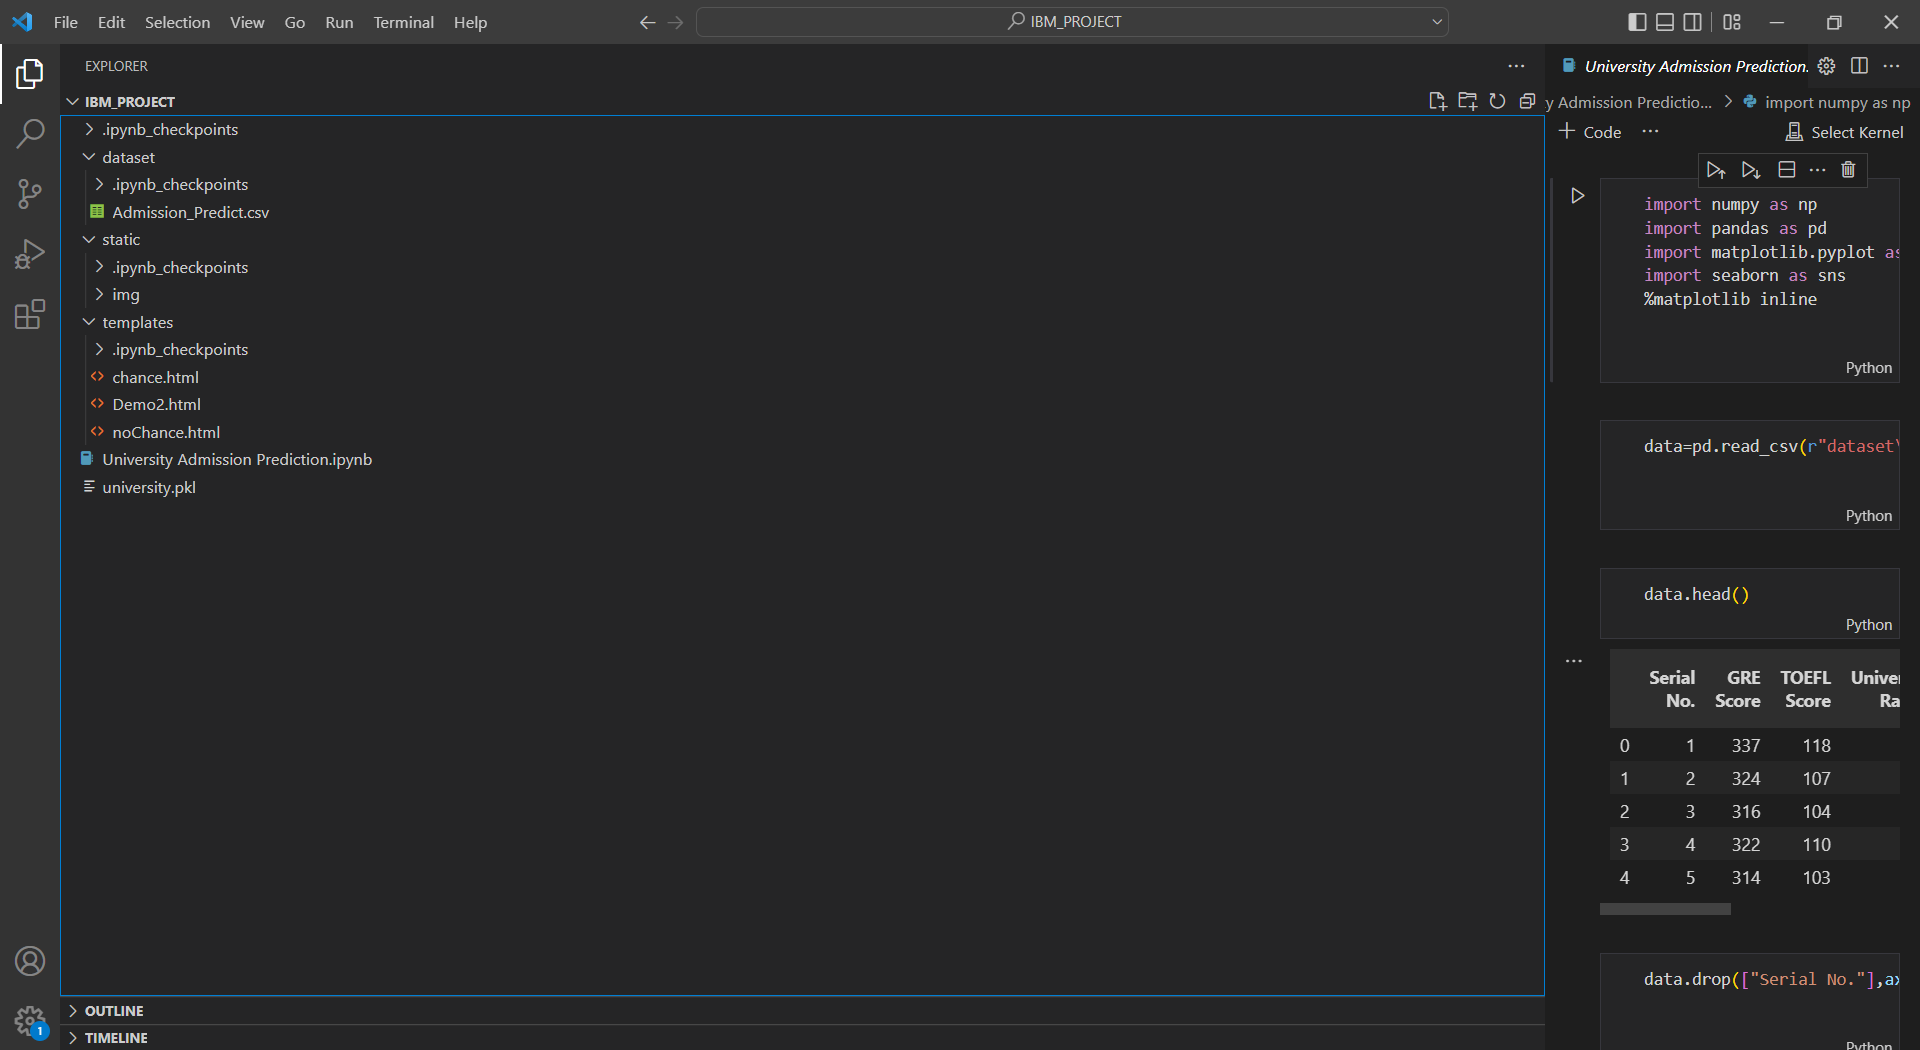 File Edit Selection View Go Run Terminal Help
IBM_PROJECT
EXPLORER
IBM_PROJECT
.ipynb_checkpoints
dataset
.ipynb_checkpoints
Admission_Predict.csv
static
.ipynb_checkpoints
img
templates
.ipynb_checkpoints
chance.html
Demo2.html
noChance.html
University Admission Prediction.ipynb
university.pkl
OUTLINE
TIMELINE
1
University Admission Prediction.
y Admission Predictio... > import numpy as np
+ Code ... Select Kernel
import numpy as np
import pandas as pd
import matplotlib.pyplot as
import seaborn as sns
%matplotlib inline
Python
data=pd.read_csv(r"dataset\
Python
data.head()
Python
Serial No. GRE Score TOEFL Score Univer Ra
0 1 337 118
1 2 324 107
2 3 316 104
3 4 322 110
4 5 314 103
data.drop(["Serial No."],ax
Python